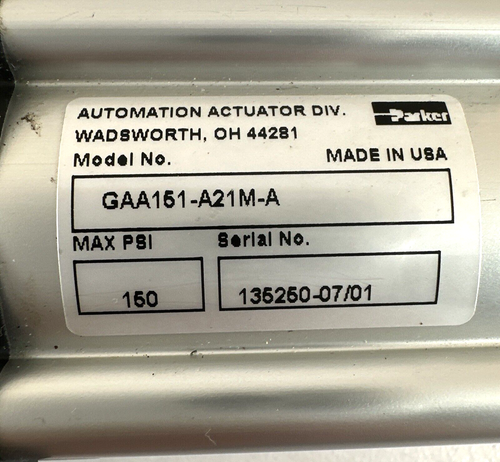 AUTOMATION ACTUATOR DIV.
Parker
WADSWORTH, OH 44281
Model No.
MADE IN USA
GAA151-A21M-A
MAX PSI
Serial No.
150
135250-07/01